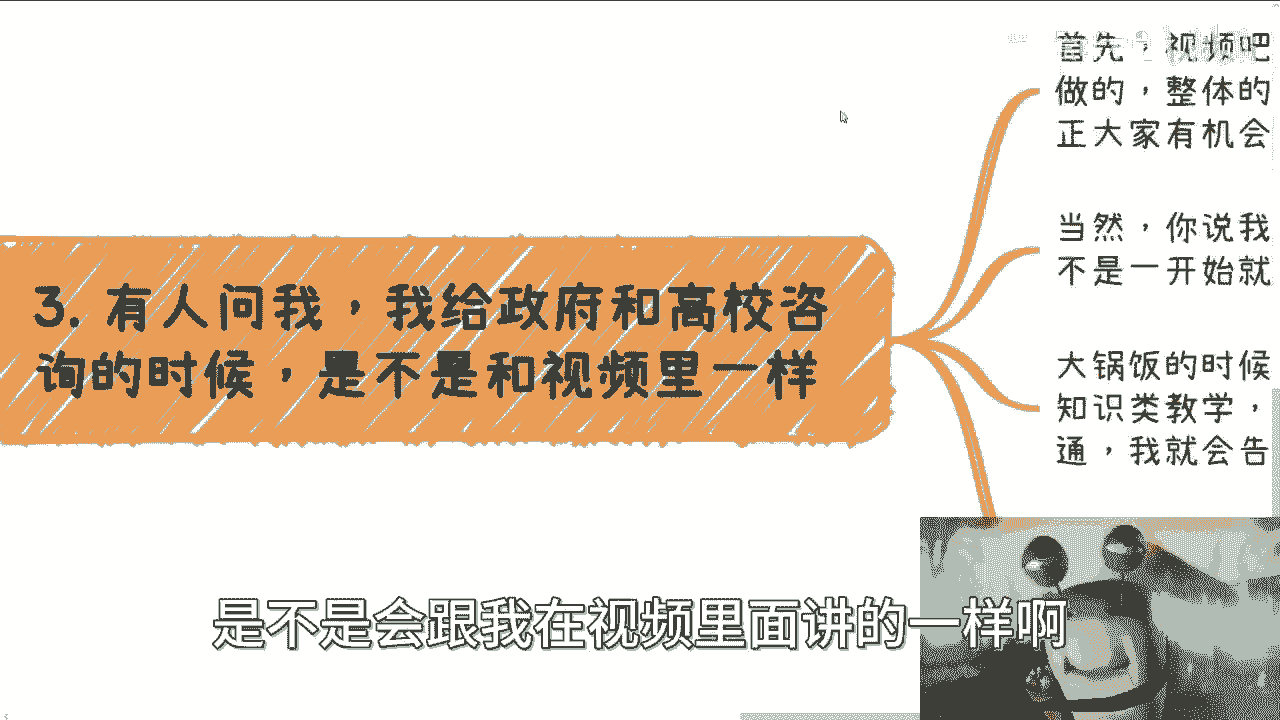 3. 有人问我，我给政府和高校咨
询的时候，是不是和视频里一样
首先，视频吧
做的，整体的
正大家有机会
当然，你说我
不是一开始就
大锅饭的时候
知识类教学，
通，我就会告
是不是会跟我在视频里面讲的一样啊